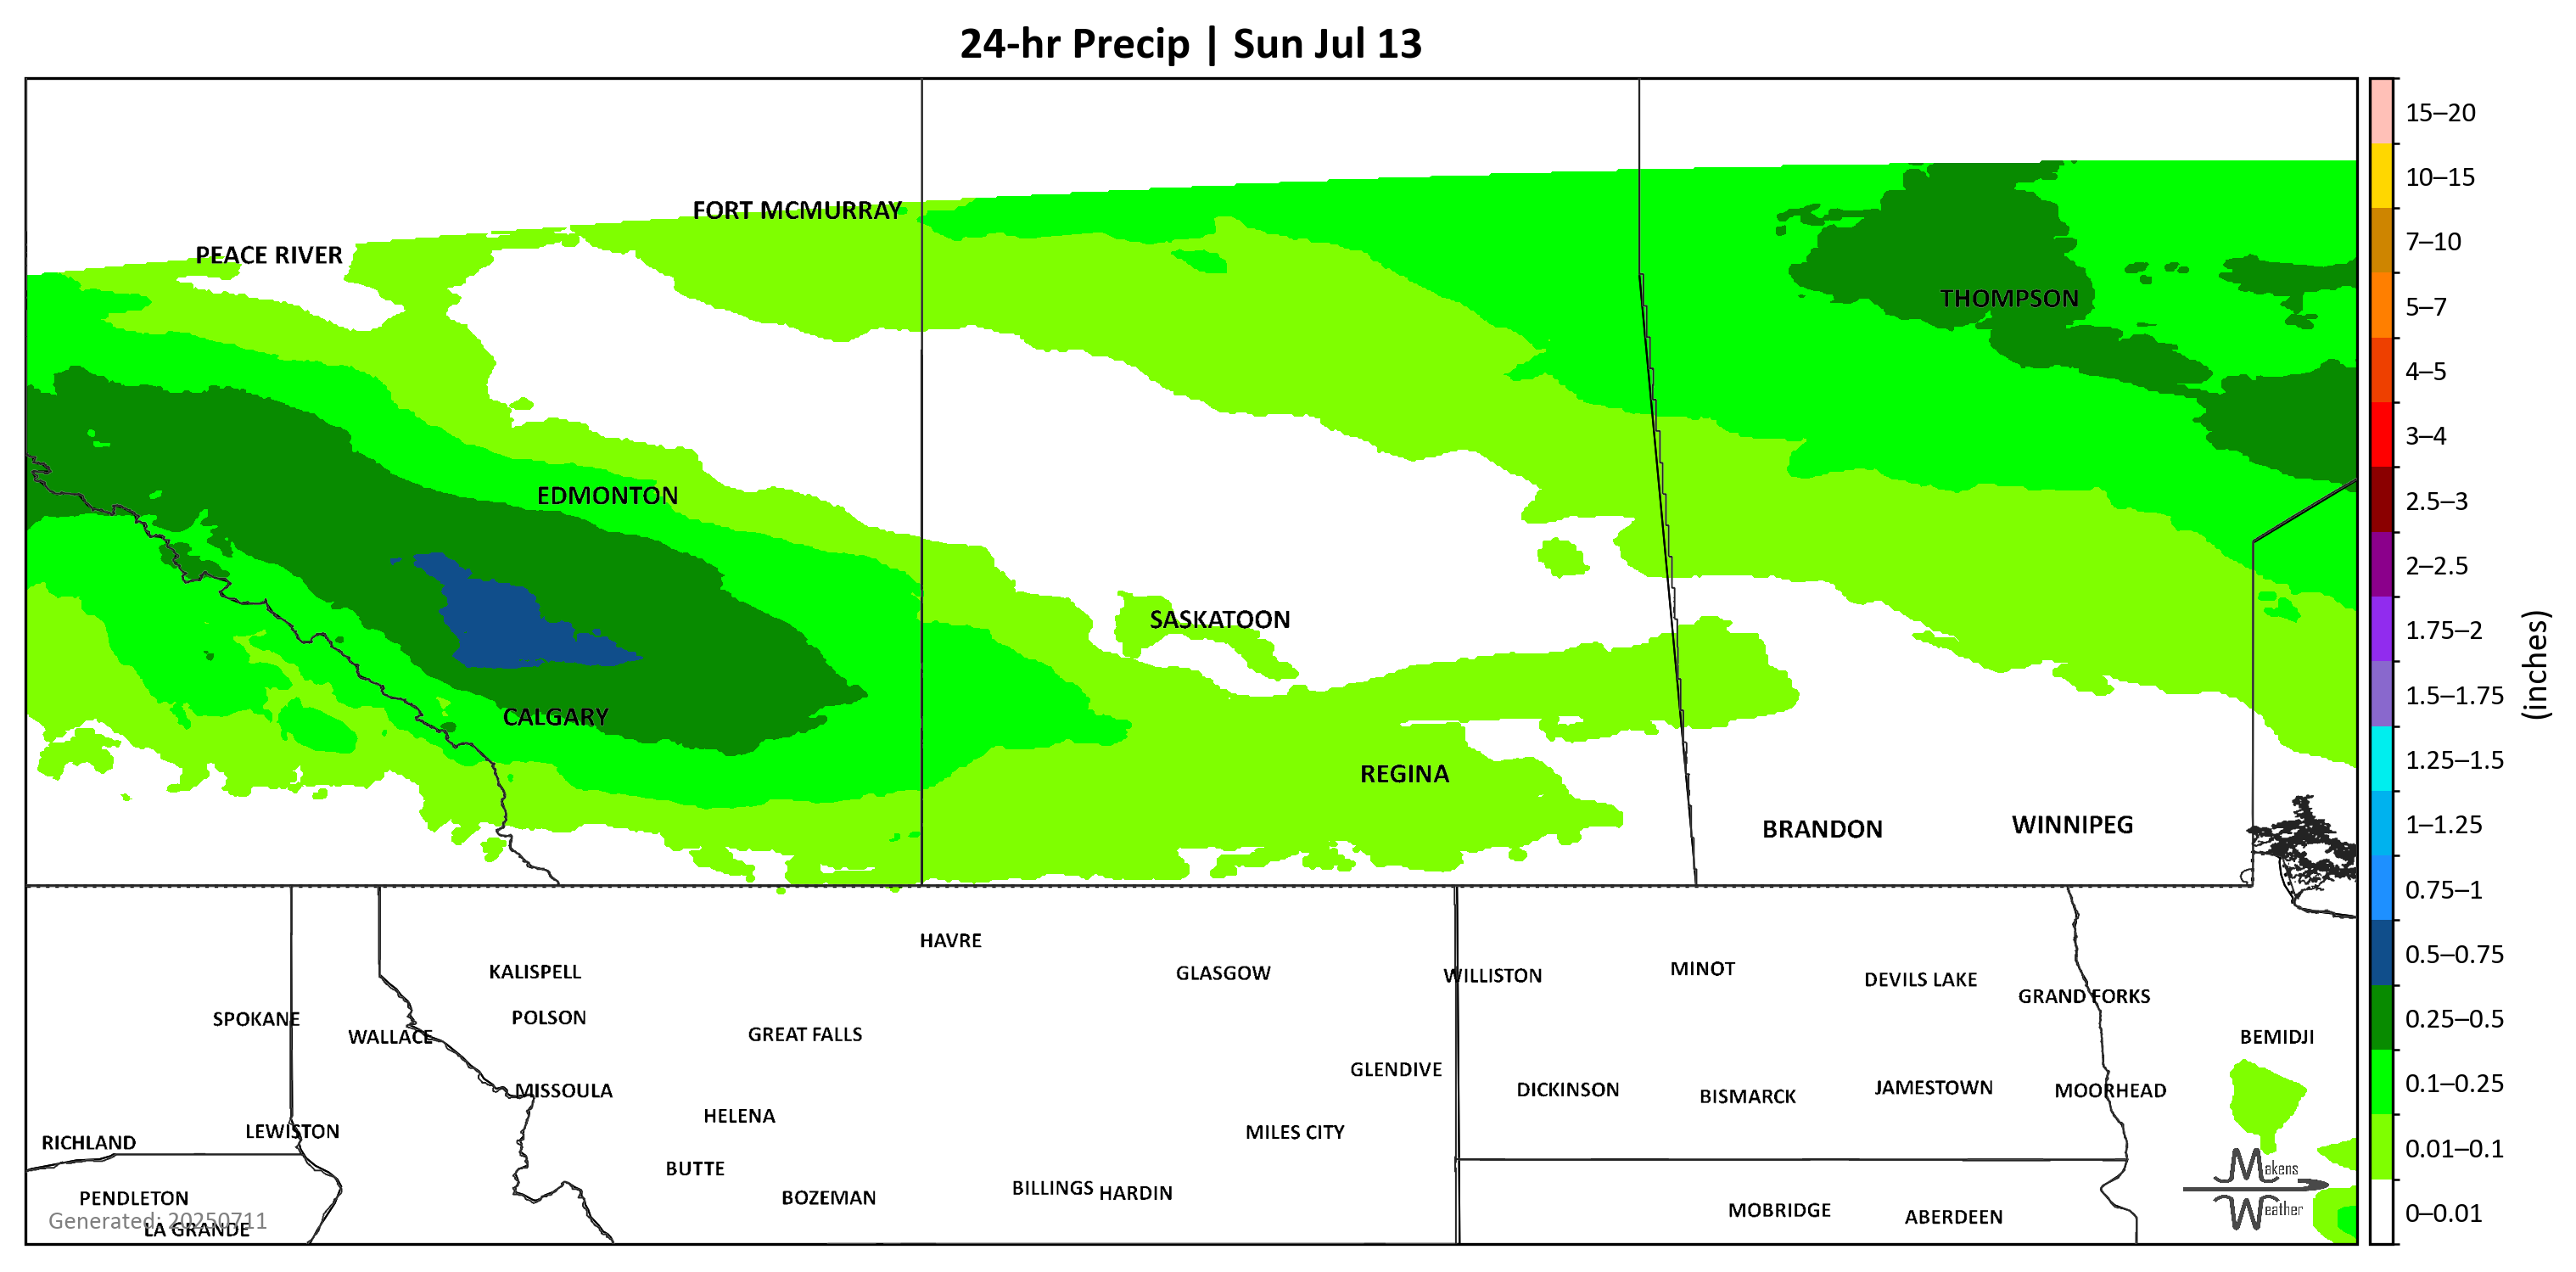 24-hr Precip | Sun Jul 13
FORT MCMURRAY
PEACE RIVER
THOMPSON
EDMONTON
SASKATOON
CALGARY
REGINA
BRANDON
WINNIPEG
HAVRE
KALISPELL
GLASGOW
WILLISTON
MINOT
DEVILS LAKE
GRAND FORKS
SPOKANE
WALLACE
POLSON
GREAT FALLS
BEMIDJI
GLENDIVE
MISSOULA
DICKINSON
BISMARCK
JAMESTOWN
MOORHEAD
HELENA
RICHLAND
LEWISTON
MILES CITY
BUTTE
PENDLETON
BOZEMAN
BILLINGS
HARDIN
MOBRIDGE
ABERDEEN
Generated: 20250711
LA GRANDE
Makens
Weather
15–20
10–15
7–10
5–7
4–5
3–4
2.5–3
2–2.5
1.75–2
1.5–1.75
1.25–1.5
1–1.25
0.75–1
0.5–0.75
0.25–0.5
0.1–0.25
0.01–0.1
0–0.01
(inches)